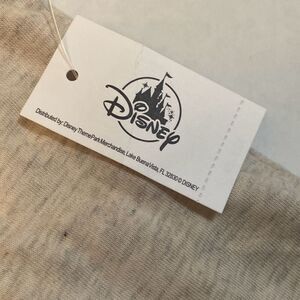 Disney
Distributed by: Disney Theme Park Merchandise, Lake Buena Vista, FL 32830 © DISNEY